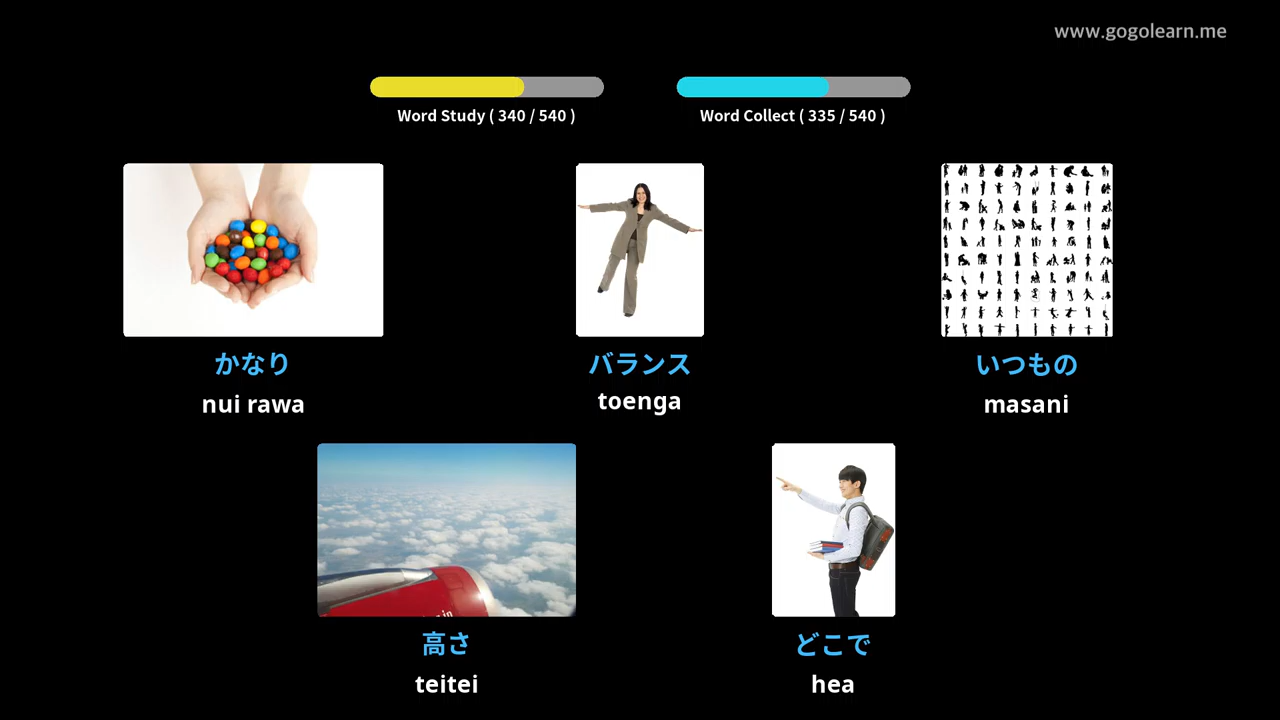 www.gogolearn.me
Word Study ( 340 / 540 )
Word Collect ( 335 / 540 )
かなり
nui rawa
バランス
toenga
いつもの
masani
高さ
teitei
どこで
hea